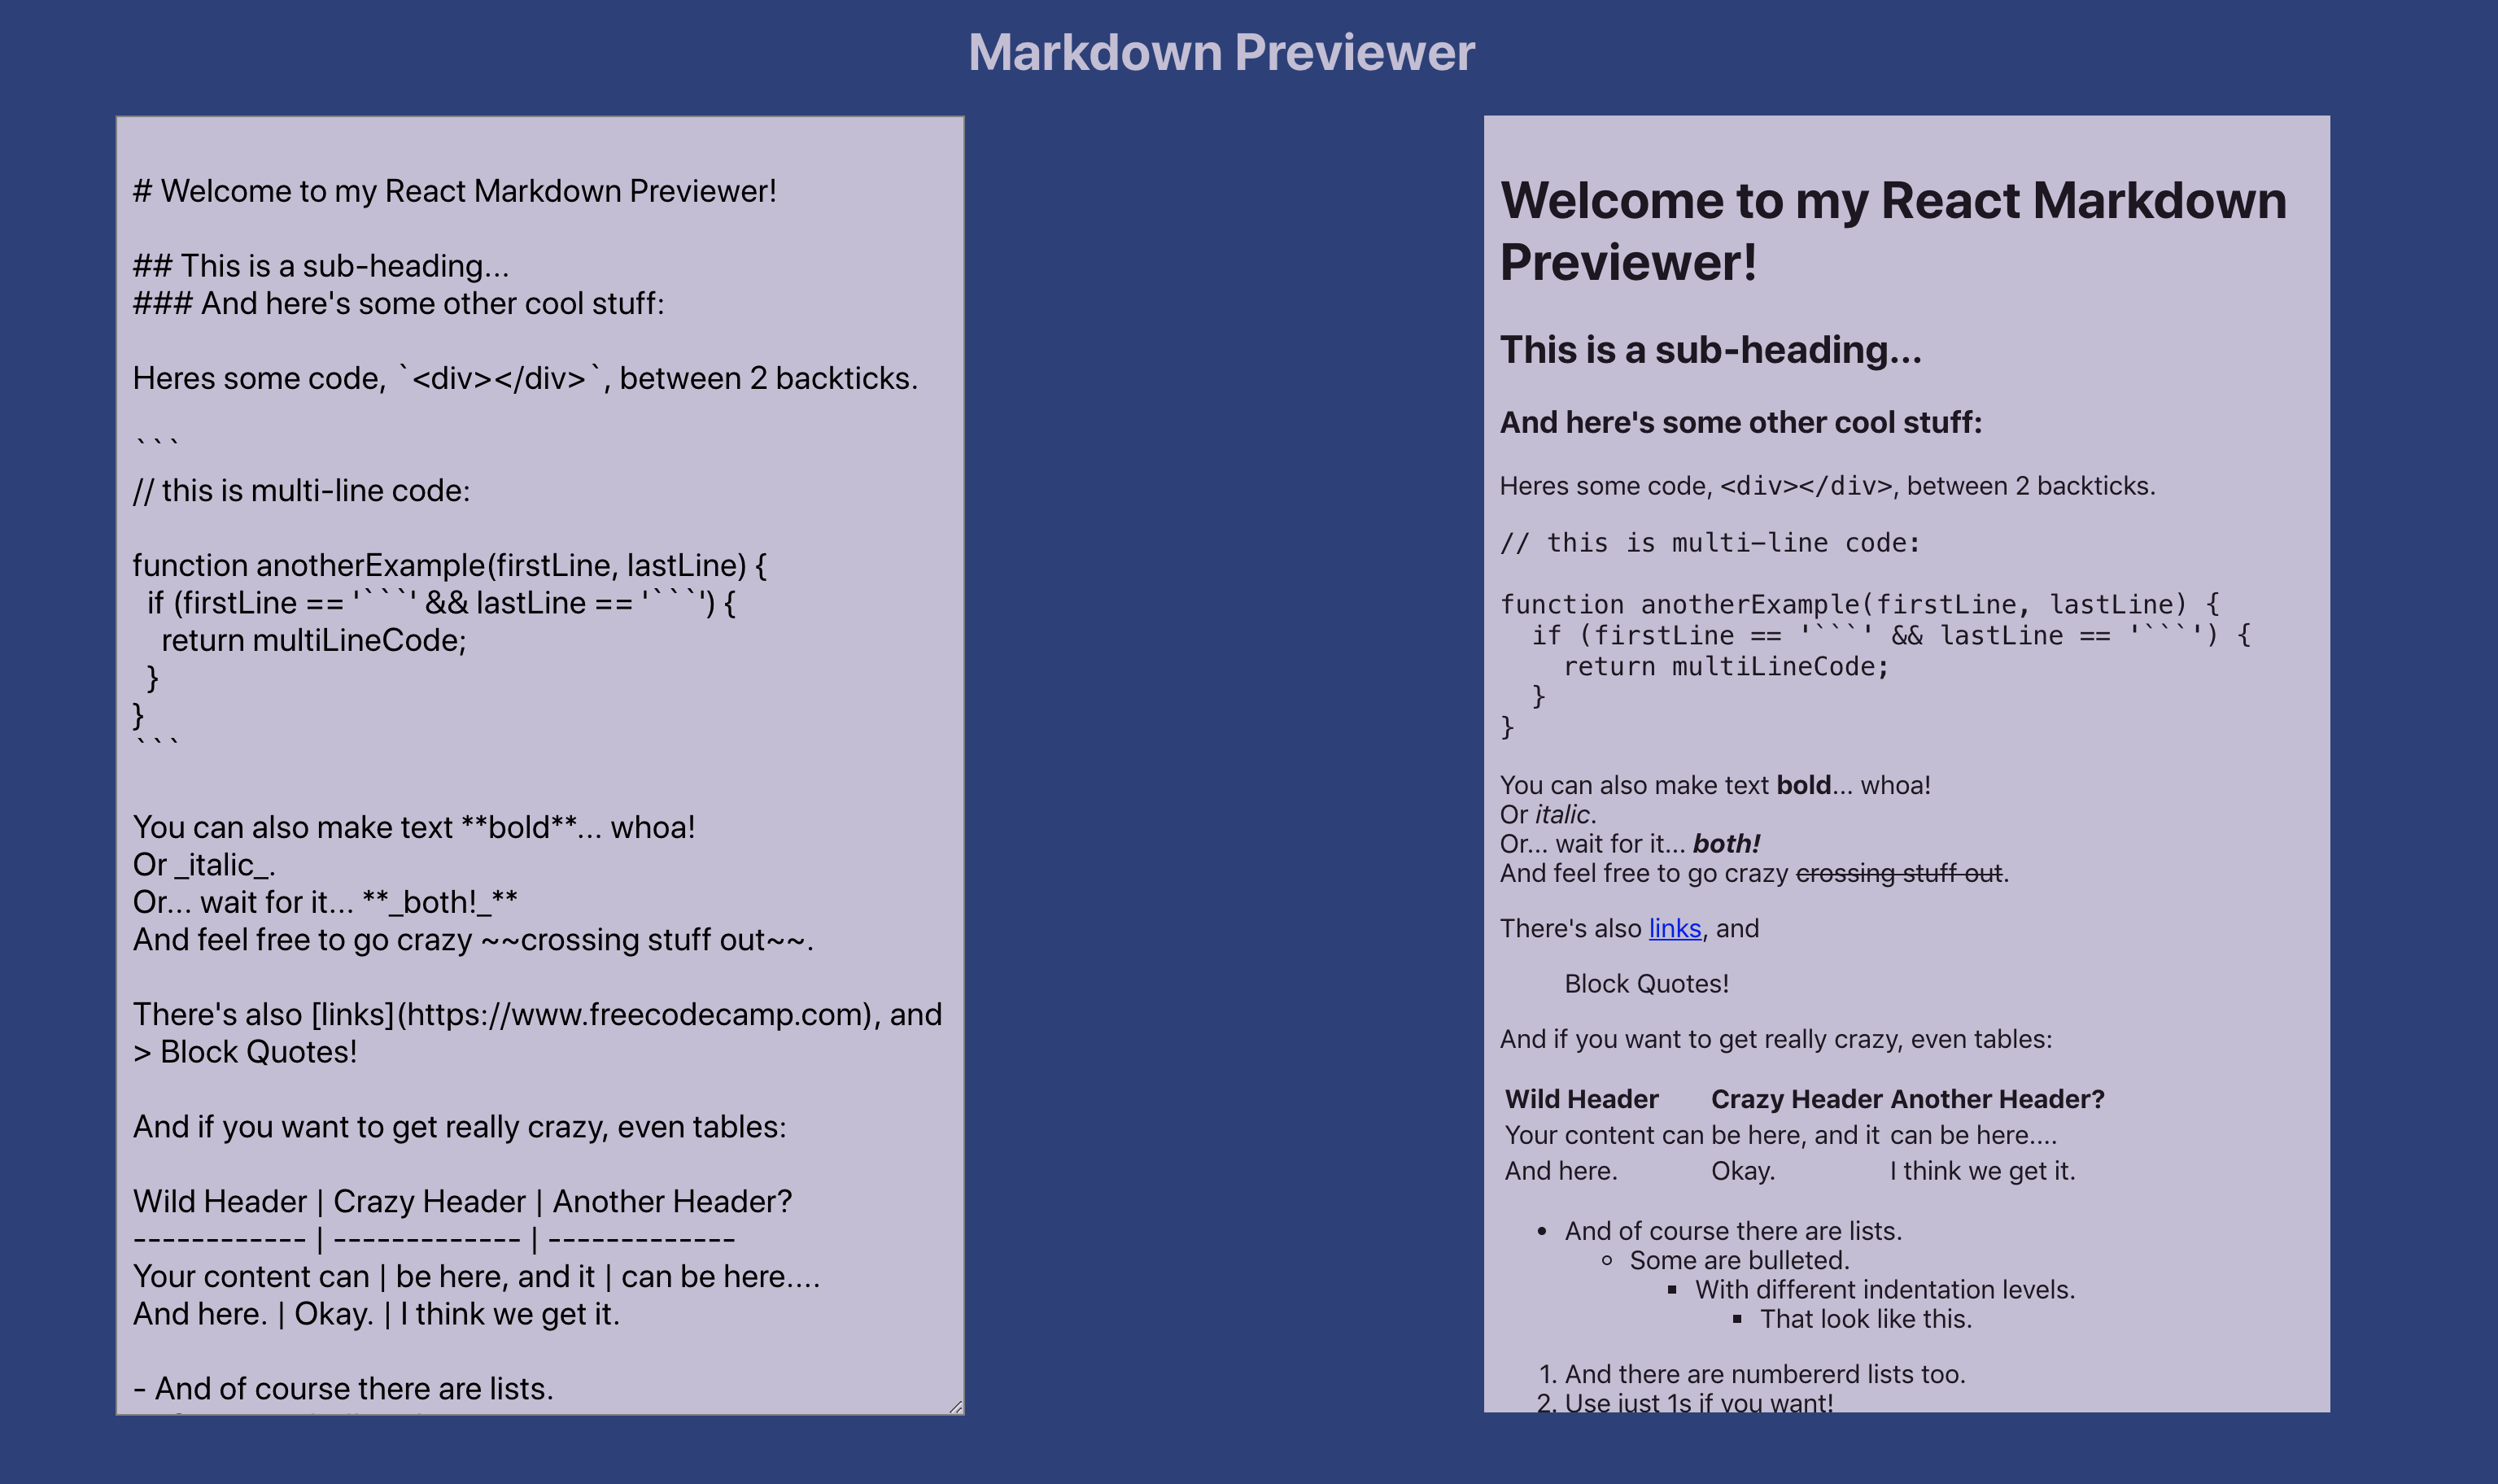 Markdown Previewer
# Welcome to my React Markdown Previewer!
## This is a sub-heading...
### And here's some other cool stuff:
Heres some code, `<div></div>`, between 2 backticks.
```
// this is multi-line code:
function anotherExample(firstLine, lastLine) {
  if (firstLine == '```' && lastLine == '```') {
    return multiLineCode;
  }
}
```
You can also make text **bold**... whoa!
Or _italic_.
Or... wait for it... **_both!_**
And feel free to go crazy ~~crossing stuff out~~.
There's also [links](https://www.freecodecamp.com), and
> Block Quotes!
And if you want to get really crazy, even tables:
Wild Header | Crazy Header | Another Header?
------------ | ------------- | -------------
Your content can | be here, and it | can be here....
And here. | Okay. | I think we get it.
- And of course there are lists.
Welcome to my React Markdown
Previewer!
This is a sub-heading...
And here's some other cool stuff:
Heres some code, <div></div>, between 2 backticks.
// this is multi-line code:
function anotherExample(firstLine, lastLine) {
  if (firstLine == '```' && lastLine == '```') {
    return multiLineCode;
  }
}
You can also make text bold... whoa!
Or italic.
Or... wait for it... both!
And feel free to go crazy crossing stuff out.
There's also links, and
Block Quotes!
And if you want to get really crazy, even tables:
Wild Header Crazy Header Another Header?
Your content can be here, and it can be here....
And here. Okay. I think we get it.
• And of course there are lists.
◦ Some are bulleted.
▪ With different indentation levels.
▪ That look like this.
1. And there are numbererd lists too.
2. Use just 1s if you want!